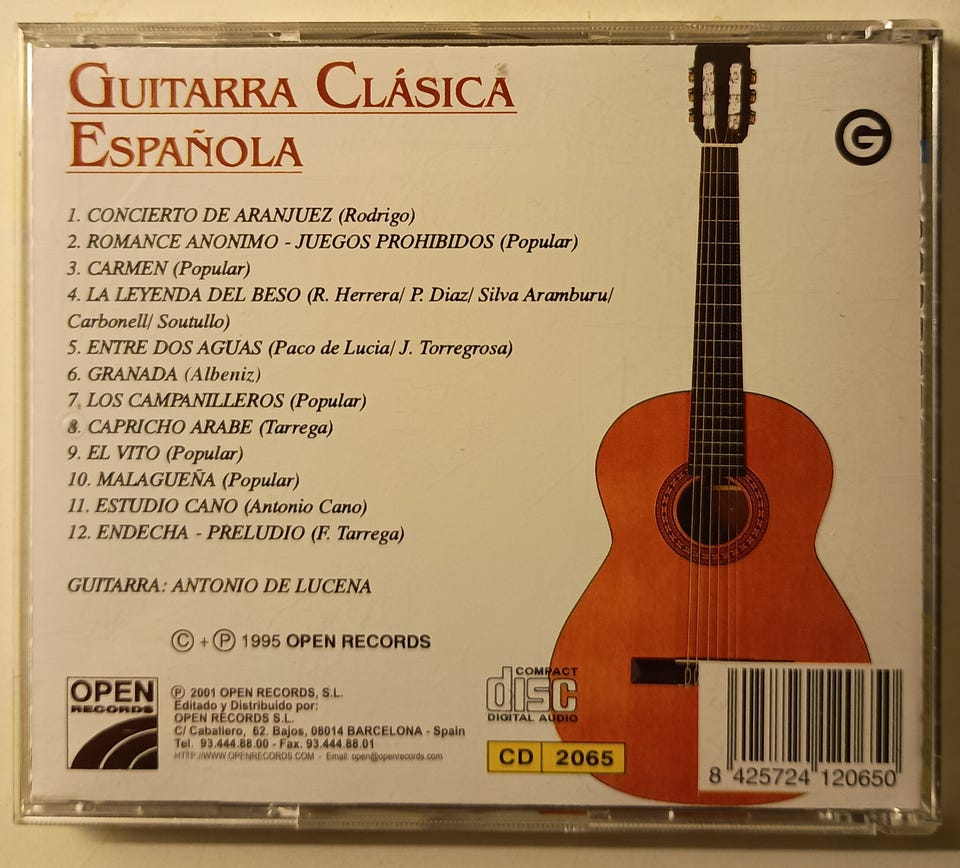 GUITARRA CLÁSICA
ESPAÑOLA
G
1. CONCIERTO DE ARANJUEZ (Rodrigo)
2. ROMANCE ANONIMO - JUEGOS PROHIBIDOS (Popular)
3. CARMEN (Popular)
4. LA LEYENDA DEL BESO (R. Herrera/ P. Diaz/ Silva Aramburu/
Carbonell/ Soutullo)
5. ENTRE DOS AGUAS (Paco de Lucia/ J. Torregrosa)
6. GRANADA (Albeniz)
7. LOS CAMPANILLEROS (Popular)
8. CAPRICHO ARABE (Tarrega)
9. EL VITO (Popular)
10. MALAGUEÑA (Popular)
11. ESTUDIO CANO (Antonio Cano)
12. ENDECHA - PRELUDIO (F. Tarrega)
GUITARRA: ANTONIO DE LUCENA
© + ℗ 1995 OPEN RECORDS
OPEN
RECORDS
℗ 2001 OPEN RECORDS, S.L.
Editado y Distribuido por:
OPEN RECORDS S.L.
C/ Caballero, 62. Bajos, 08014 BARCELONA - Spain
Tel. 93.444.88.00 - Fax. 93.444.88.01
HTTP://WWW.OPENRECORDS.COM - Email: open@openrecords.com
COMPACT
disc
DIGITAL AUDIO
CD 2065
8 425724 120650